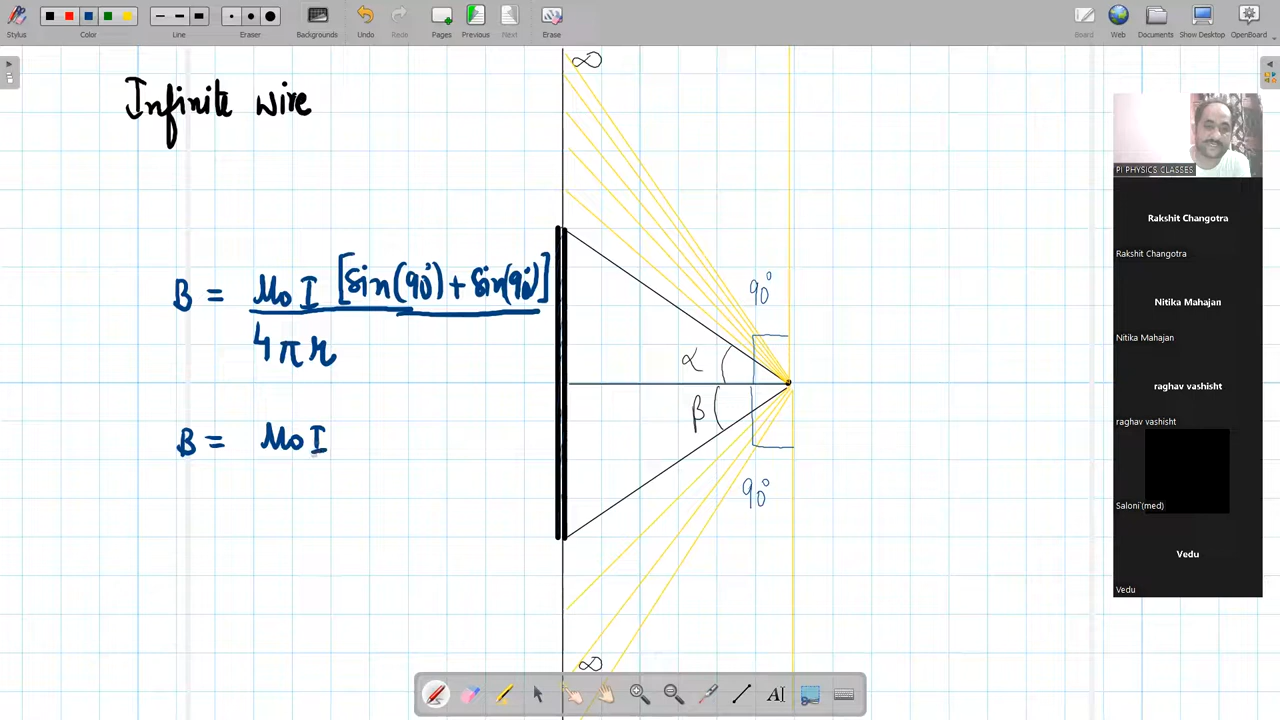 Stylus
Color
Line
Eraser
Backgrounds
Undo
Redo
Pages
Previous
Next
Erase
Board
Web
Documents
Show Desktop
OpenBoard
∞
Infinite wire
90°
B = μ₀ I [sin(90°) + sin(90°)]
4πr
α
β
B = μ₀ I
90°
∞
PI PHYSICS CLASSES
Rakshit Changotra
Rakshit Changotra
Nitika Mahajan
Nitika Mahajan
raghav vashisht
raghav vashisht
Saloni (med)
Vedu
Vedu